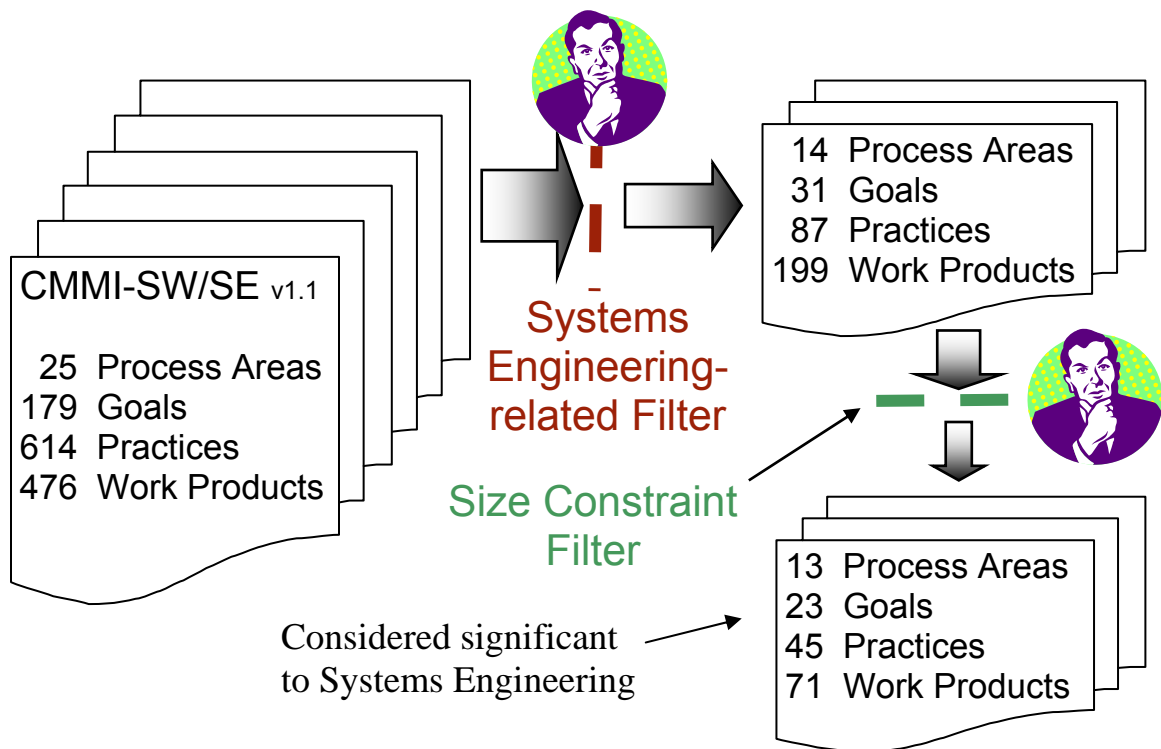 CMMI-SW/SE v1.1
25 Process Areas
179 Goals
614 Practices
476 Work Products
Systems
Engineering-
related Filter
14 Process Areas
31 Goals
87 Practices
199 Work Products
Size Constraint
Filter
13 Process Areas
23 Goals
45 Practices
71 Work Products
Considered significant
to Systems Engineering